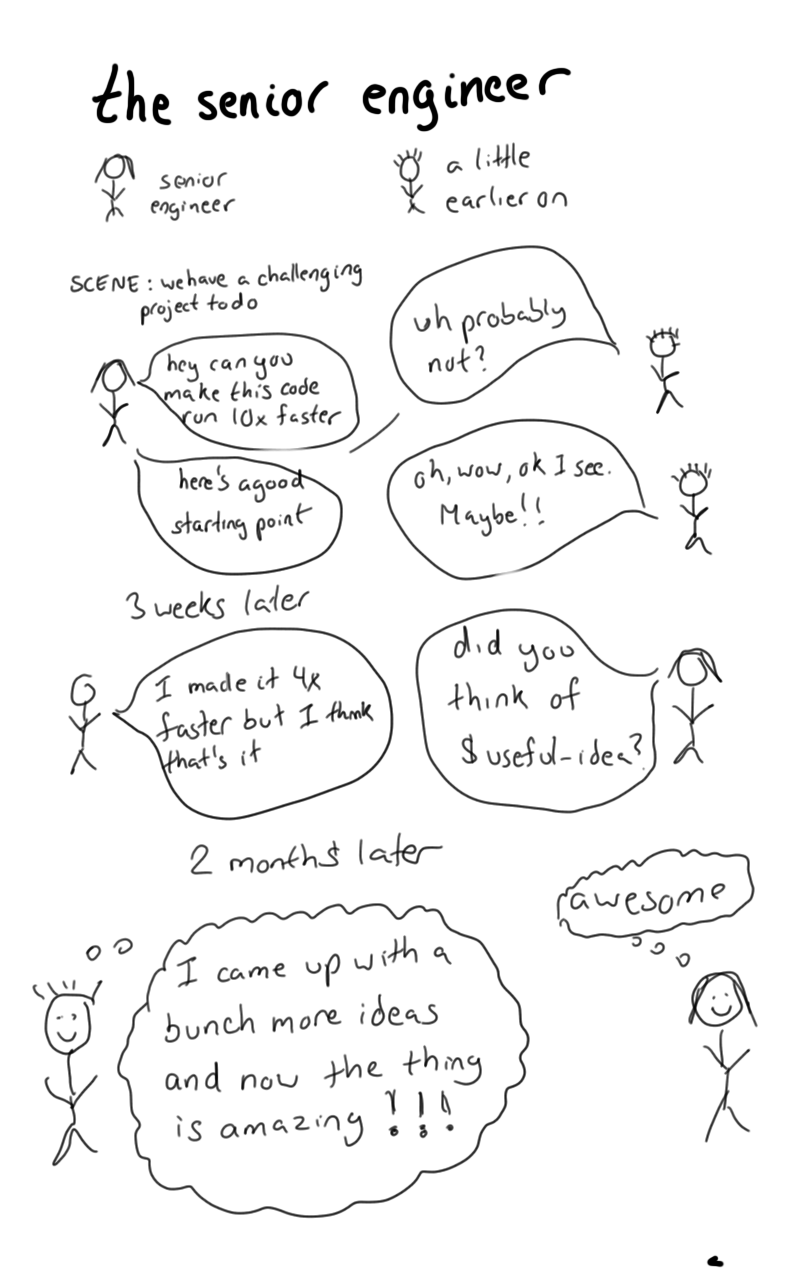 the senior engineer
senior
engineer
a little
earlier on
SCENE: we have a challenging
project to do
hey can you
make this code
run 10x faster
uh probably
not?
here's a good
starting point
oh, wow, ok I see.
Maybe!!
3 weeks later
I made it 4x
faster but I think
that's it
did you
think of
$useful-idea?
2 months later
I came up with a
bunch more ideas
and now the thing
is amazing!!!
awesome